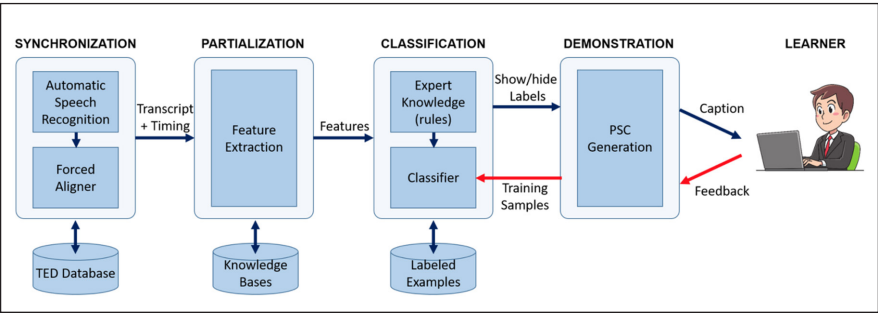 SYNCHRONIZATION
PARTIALIZATION
CLASSIFICATION
DEMONSTRATION
LEARNER
Automatic
Speech
Recognition
Forced
Aligner
TED Database
Transcript
+ Timing
Feature
Extraction
Knowledge
Bases
Features
Expert
Knowledge
(rules)
Classifier
Labeled
Examples
Show/hide
Labels
Training
Samples
PSC
Generation
Caption
Feedback